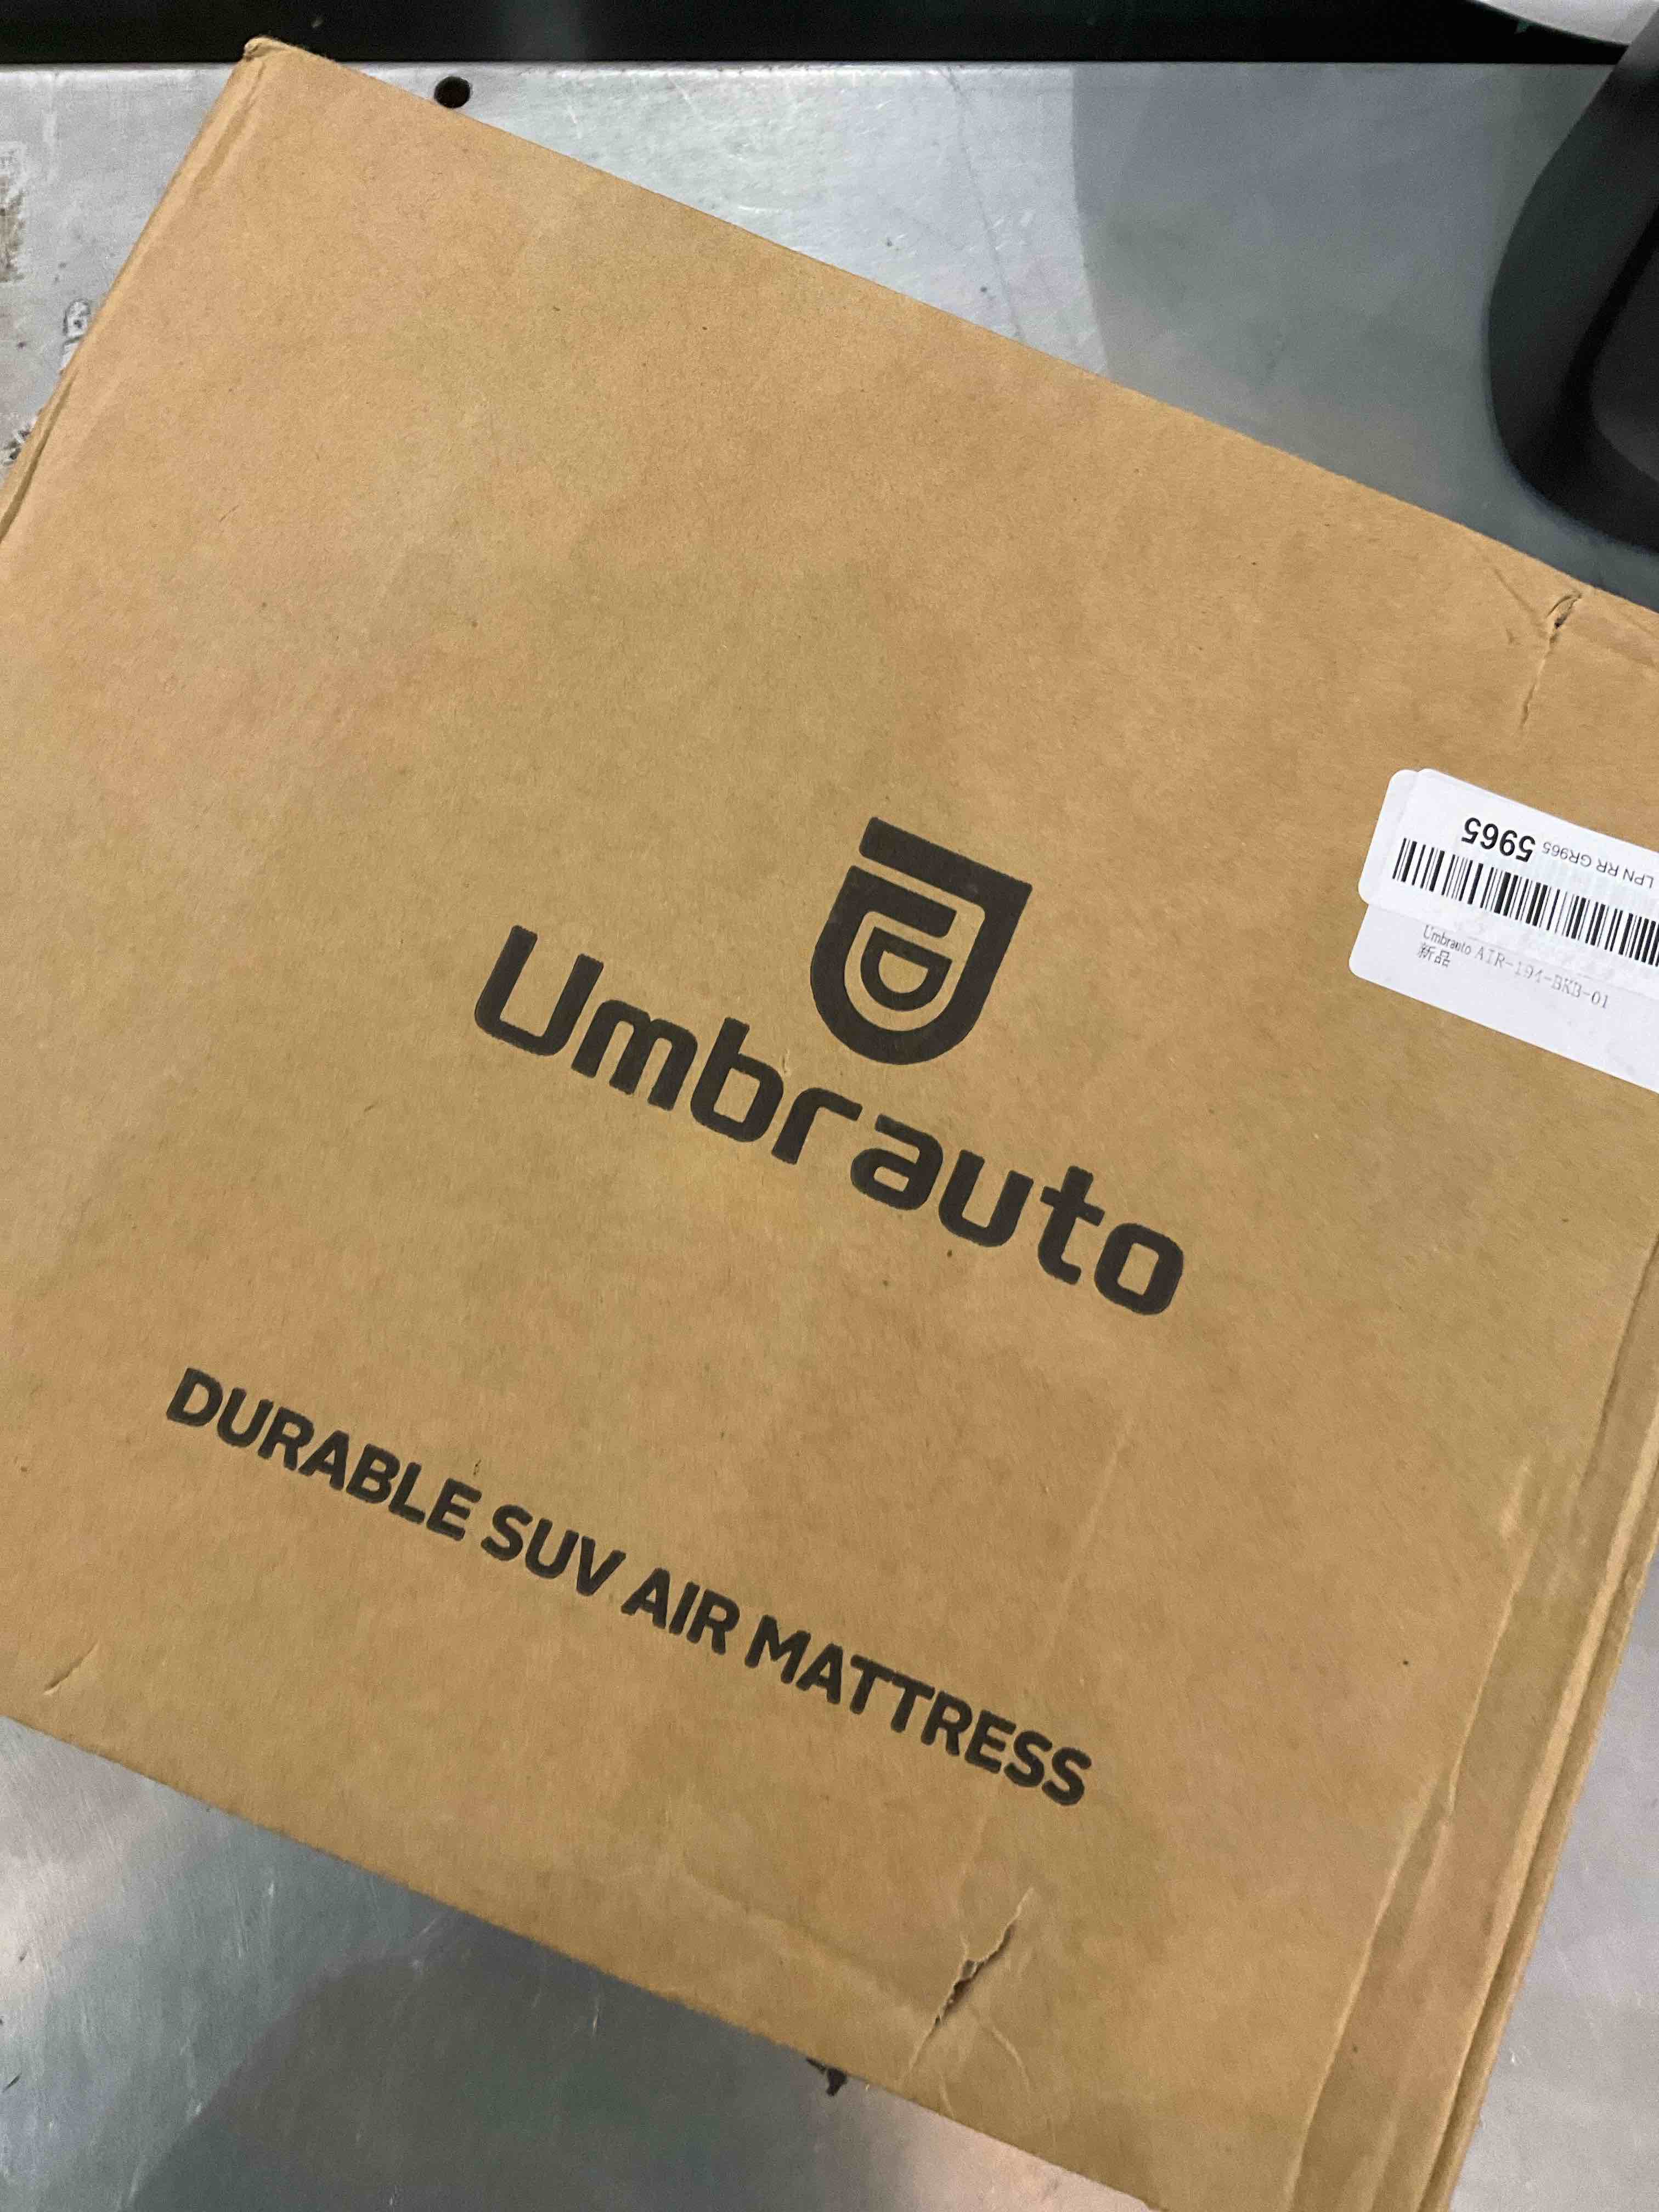 Umbrauto
DURABLE SUV AIR MATTRESS
5965
LPN RR GR965
Umbrauto AIR-194-BKB-01
新品